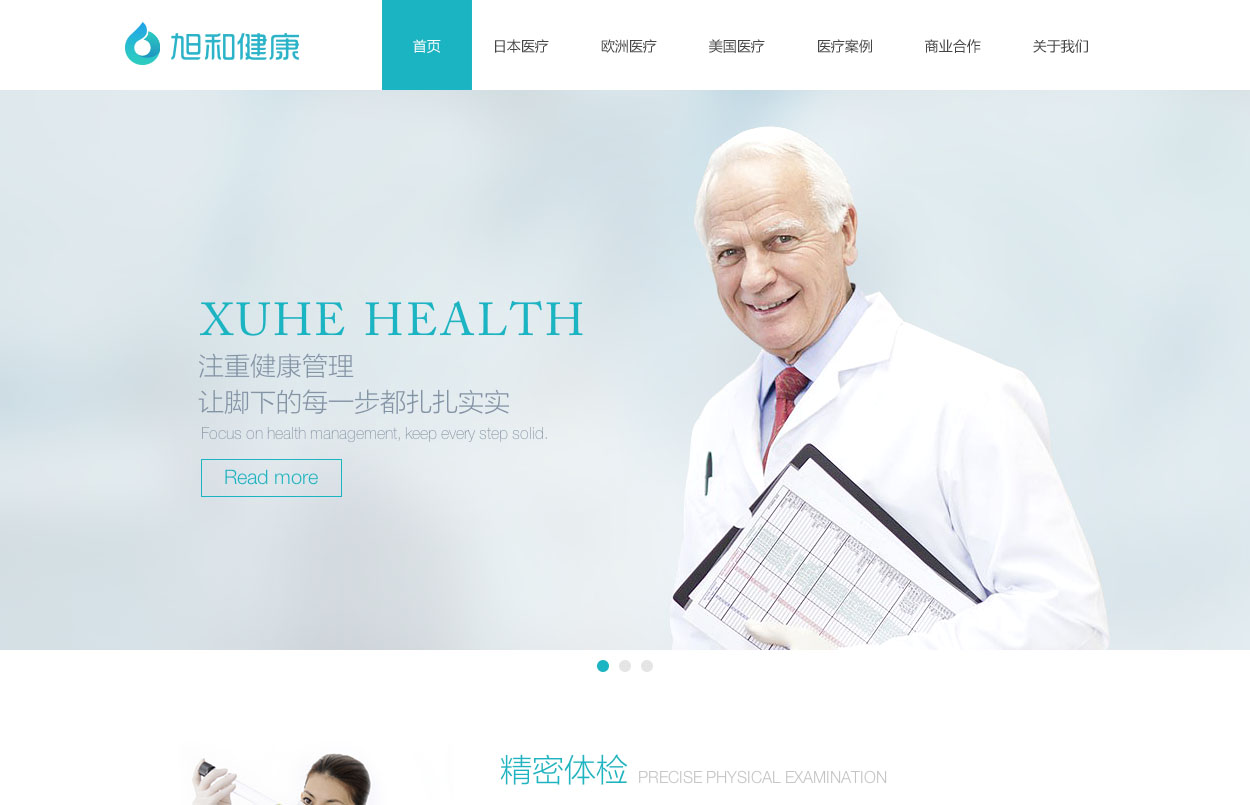 旭和健康
首页 日本医疗 欧洲医疗 美国医疗 医疗案例 商业合作 关于我们
XUHE HEALTH
注重健康管理
让脚下的每一步都扎扎实实
Focus on health management, keep every step solid.
Read more
精密体检 PRECISE PHYSICAL EXAMINATION